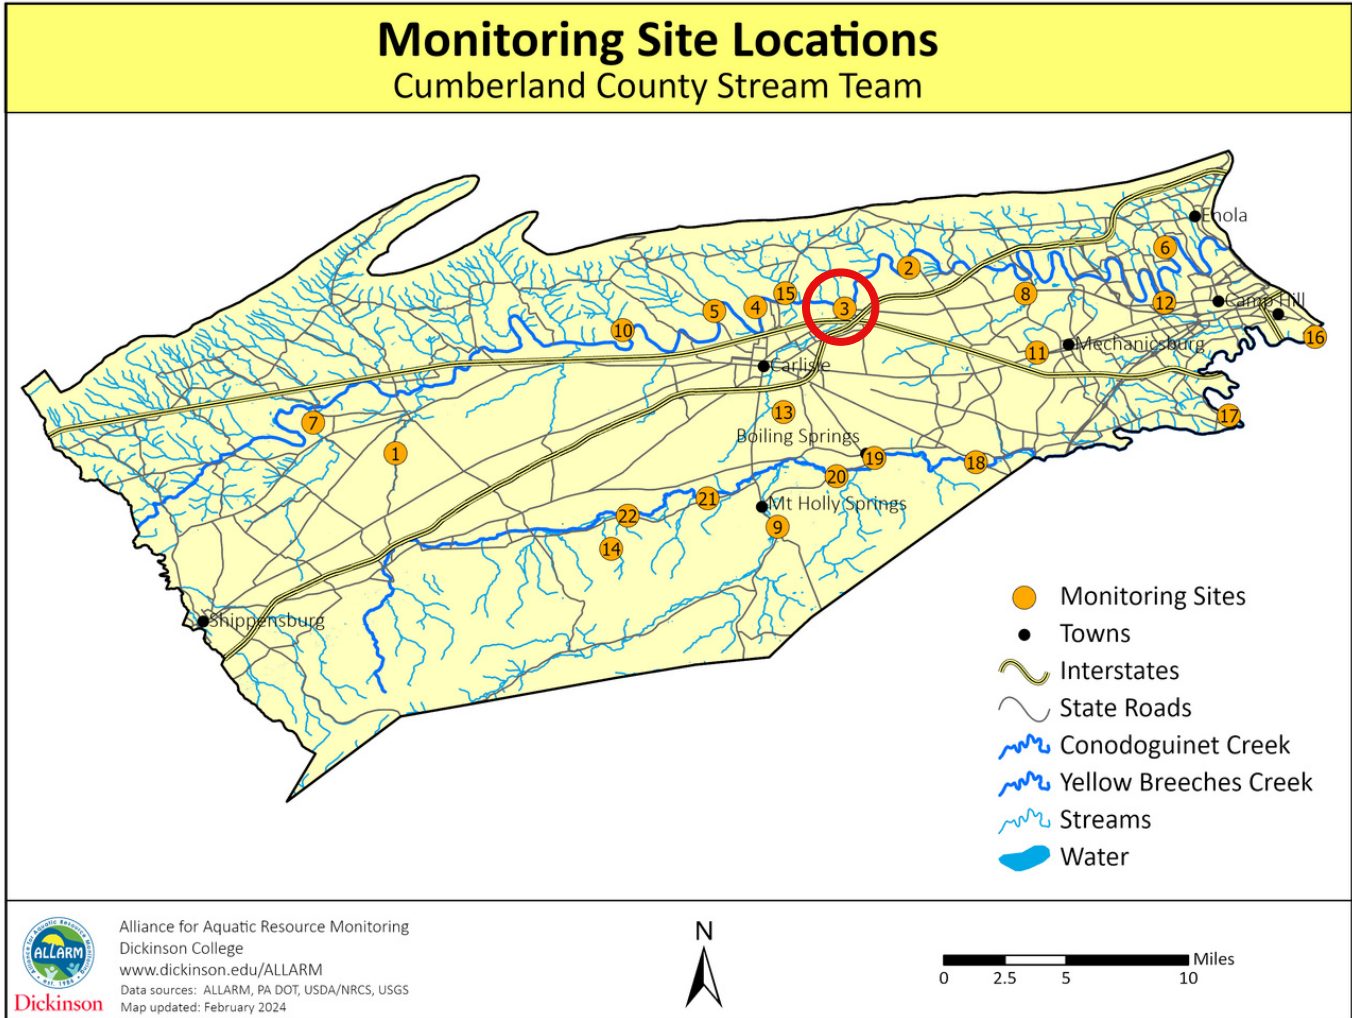 Monitoring Site Locations
Cumberland County Stream Team
Enola
6
2
15
8
12
Camp Hill
5
4
3
10
16
11
Mechanicsburg
Carlisle
13
17
7
Boiling Springs
1
19
18
20
21
Mt Holly Springs
22
9
14
Shippensburg
Monitoring Sites
Towns
Interstates
State Roads
Conodoguinet Creek
Yellow Breeches Creek
Streams
Water
ALLARM
Dickinson
Alliance for Aquatic Resource Monitoring
Dickinson College
www.dickinson.edu/ALLARM
Data sources: ALLARM, PA DOT, USDA/NRCS, USGS
Map updated: February 2024
N
Miles
0 2.5 5 10